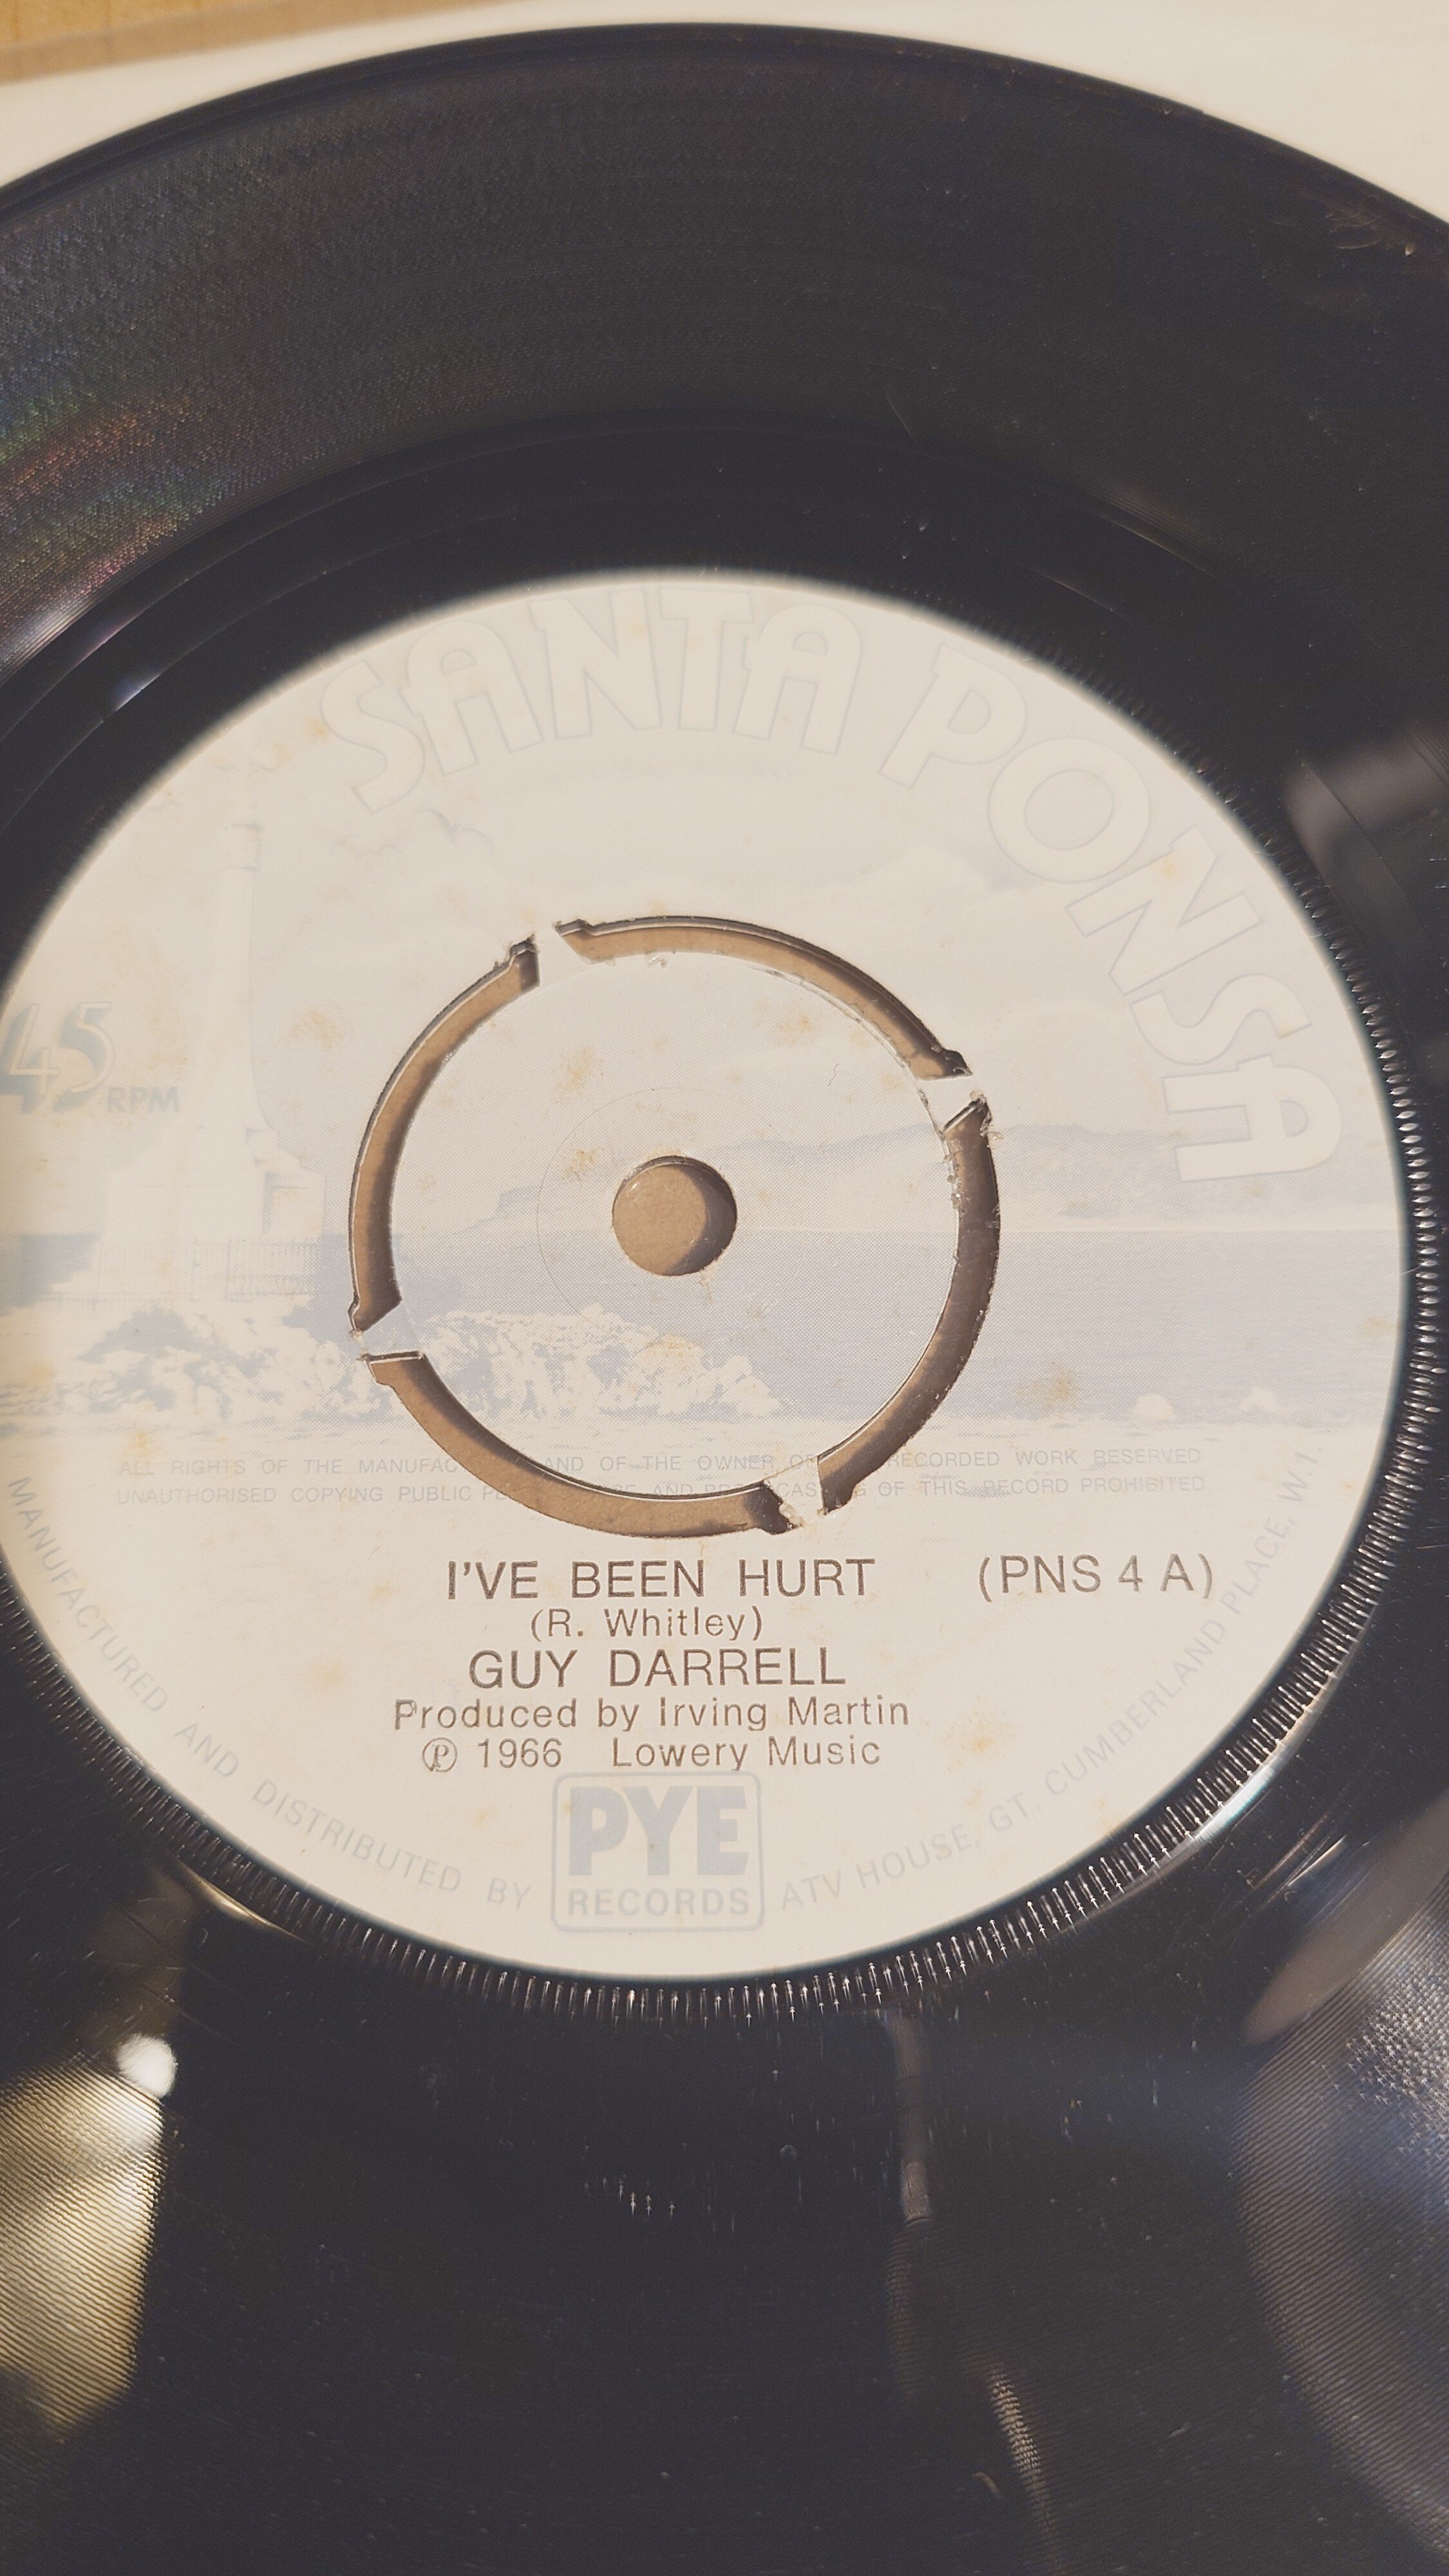 SANTA PONSA
45 RPM
ALL RIGHTS OF THE MANUFAC AND OF THE OWNER OF RECORDED WORK RESERVED
UNAUTHORISED COPYING PUBLIC AND OF THIS RECORD PROHIBITED
I'VE BEEN HURT (PNS 4 A)
(R. Whitley)
GUY DARRELL
Produced by Irving Martin
Ⓟ 1966 Lowery Music
PYE
RECORDS
MANUFACTURED AND DISTRIBUTED BY ATV HOUSE, GT. CUMBERLAND PLACE, W.1.